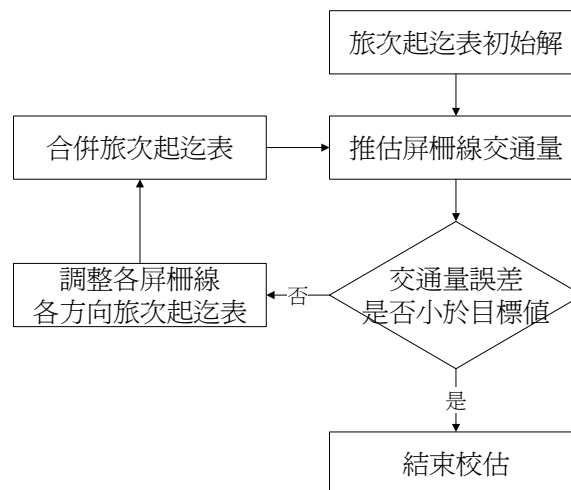 旅次起迄表初始解
合併旅次起迄表
推估屏柵線交通量
調整各屏柵線
各方向旅次起迄表
否
交通量誤差
是否小於目標值
是
結束校估